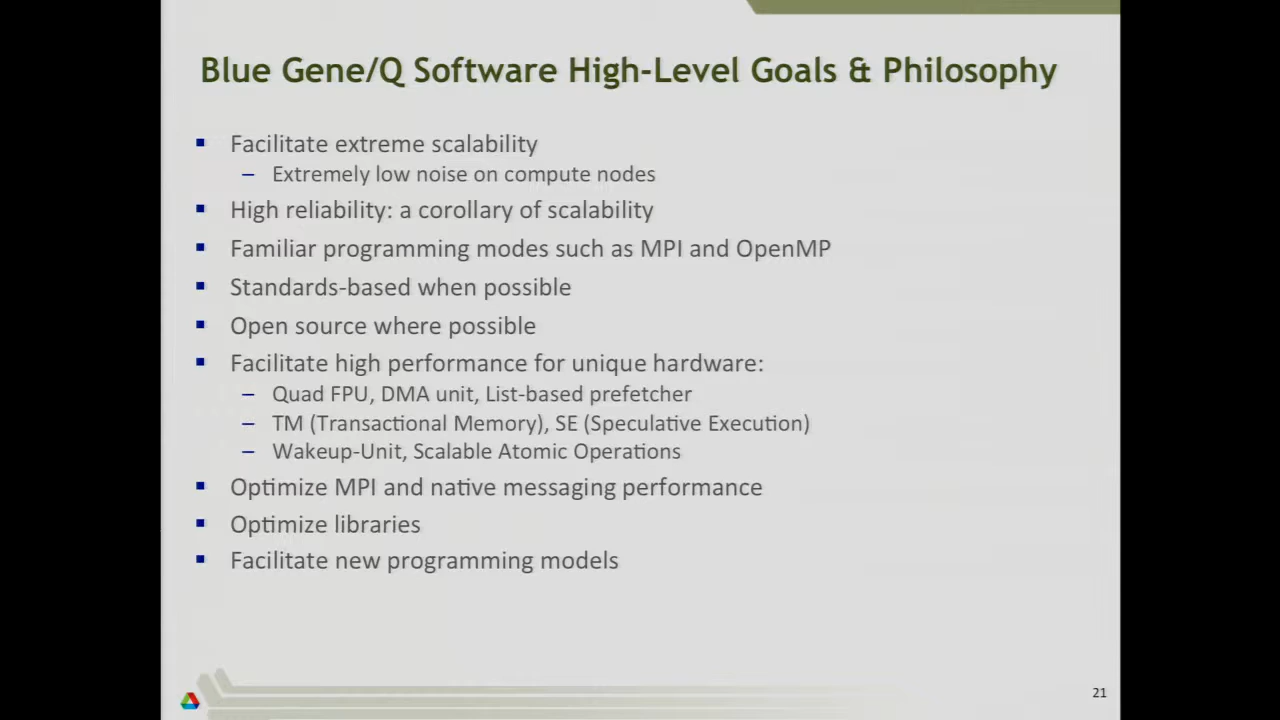 Blue Gene/Q Software High-Level Goals & Philosophy
▪ Facilitate extreme scalability
– Extremely low noise on compute nodes
▪ High reliability: a corollary of scalability
▪ Familiar programming modes such as MPI and OpenMP
▪ Standards-based when possible
▪ Open source where possible
▪ Facilitate high performance for unique hardware:
– Quad FPU, DMA unit, List-based prefetcher
– TM (Transactional Memory), SE (Speculative Execution)
– Wakeup-Unit, Scalable Atomic Operations
▪ Optimize MPI and native messaging performance
▪ Optimize libraries
▪ Facilitate new programming models
21